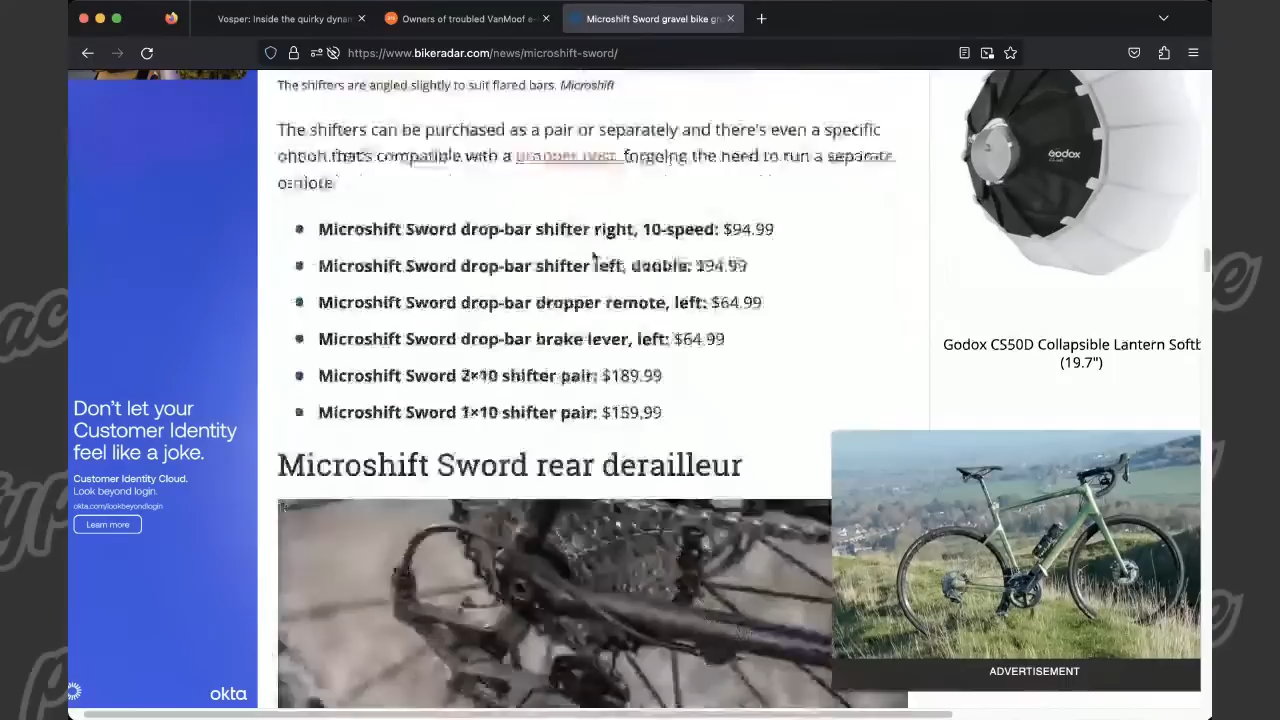 Vosper: Inside the quirky dynam
Owners of troubled VanMoof e-
Microshift Sword gravel bike gr
https://www.bikeradar.com/news/microshift-sword/
The shifters are angled slightly to suit flared bars. Microshift
The shifters can be purchased as a pair or separately and there's even a specific
option that's compatible with a dropper post, forgoing the need to run a separate
remote
Microshift Sword drop-bar shifter right, 10-speed: $94.99
Microshift Sword drop-bar shifter left, double: $94.99
Microshift Sword drop-bar dropper remote, left: $64.99
Microshift Sword drop-bar brake lever, left: $64.99
Microshift Sword 2×10 shifter pair: $189.99
Microshift Sword 1×10 shifter pair: $159.99
Microshift Sword rear derailleur
Godox
Godox CS50D Collapsible Lantern Softb
(19.7")
Don't let your
Customer Identity
feel like a joke.
Customer Identity Cloud.
Look beyond login.
okta.com/lookbeyondlogin
Learn more
okta
ADVERTISEMENT